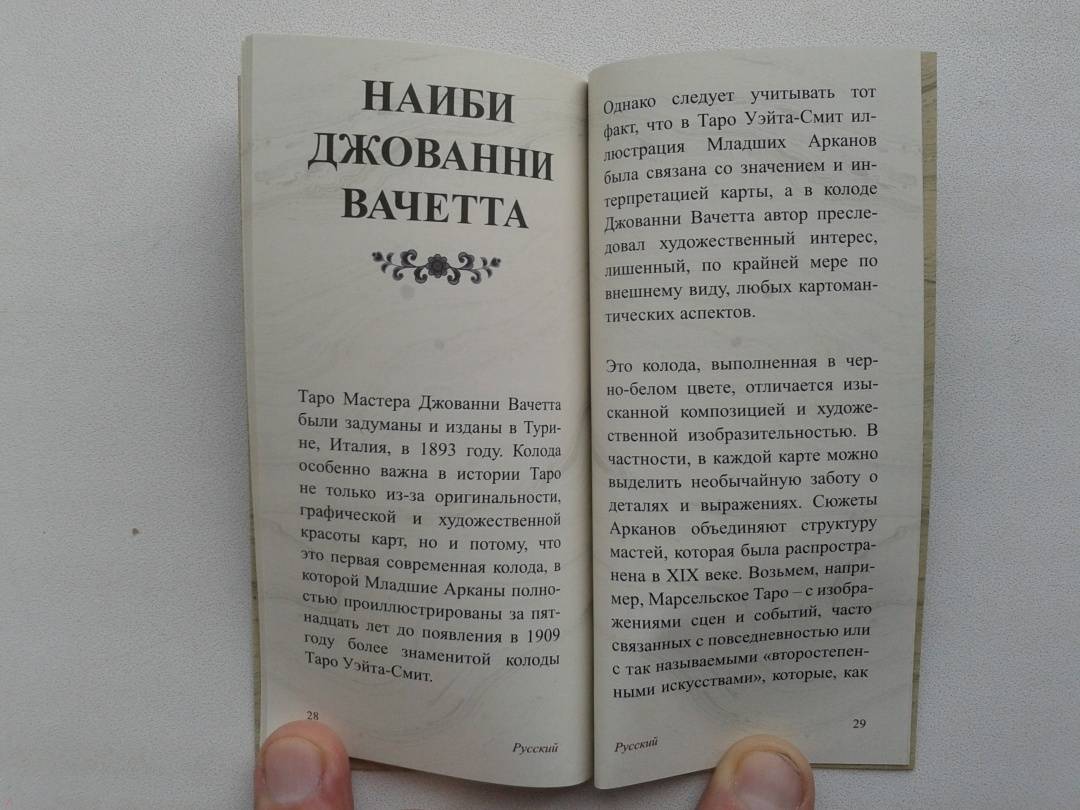 НАИБИ
ДЖОВАННИ
ВАЧЕТТА
Таро Мастера Джованни Вачетта
были задуманы и изданы в Тури-
не, Италия, в 1893 году. Колода
особенно важна в истории Таро
не только из-за оригинальности,
графической и художественной
красоты карт, но и потому, что
это первая современная колода, в
которой Младшие Арканы полно-
стью проиллюстрированы за пят-
надцать лет до появления в 1909
году более знаменитой колоды
Таро Уэйта-Смит.
28
Русский
Однако следует учитывать тот
факт, что в Таро Уэйта-Смит ил-
люстрация Младших Арканов
была связана со значением и ин-
терпретацией карты, а в колоде
Джованни Вачетта автор пресле-
довал художественный интерес,
лишенный, по крайней мере по
внешнему виду, любых картоман-
тических аспектов.
Это колода, выполненная в чер-
но-белом цвете, отличается изы-
сканной композицией и художе-
ственной изобразительностью. В
частности, в каждой карте можно
выделить необычайную заботу о
деталях и выражениях. Сюжеты
Арканов объединяют структуру
мастей, которая была распростра-
нена в XIX веке. Возьмем, напри-
мер, Марсельское Таро – с изобра-
жениями сцен и событий, часто
связанных с повседневностью или
с так называемыми «второстепен-
ными искусствами», которые, как
29
Русский